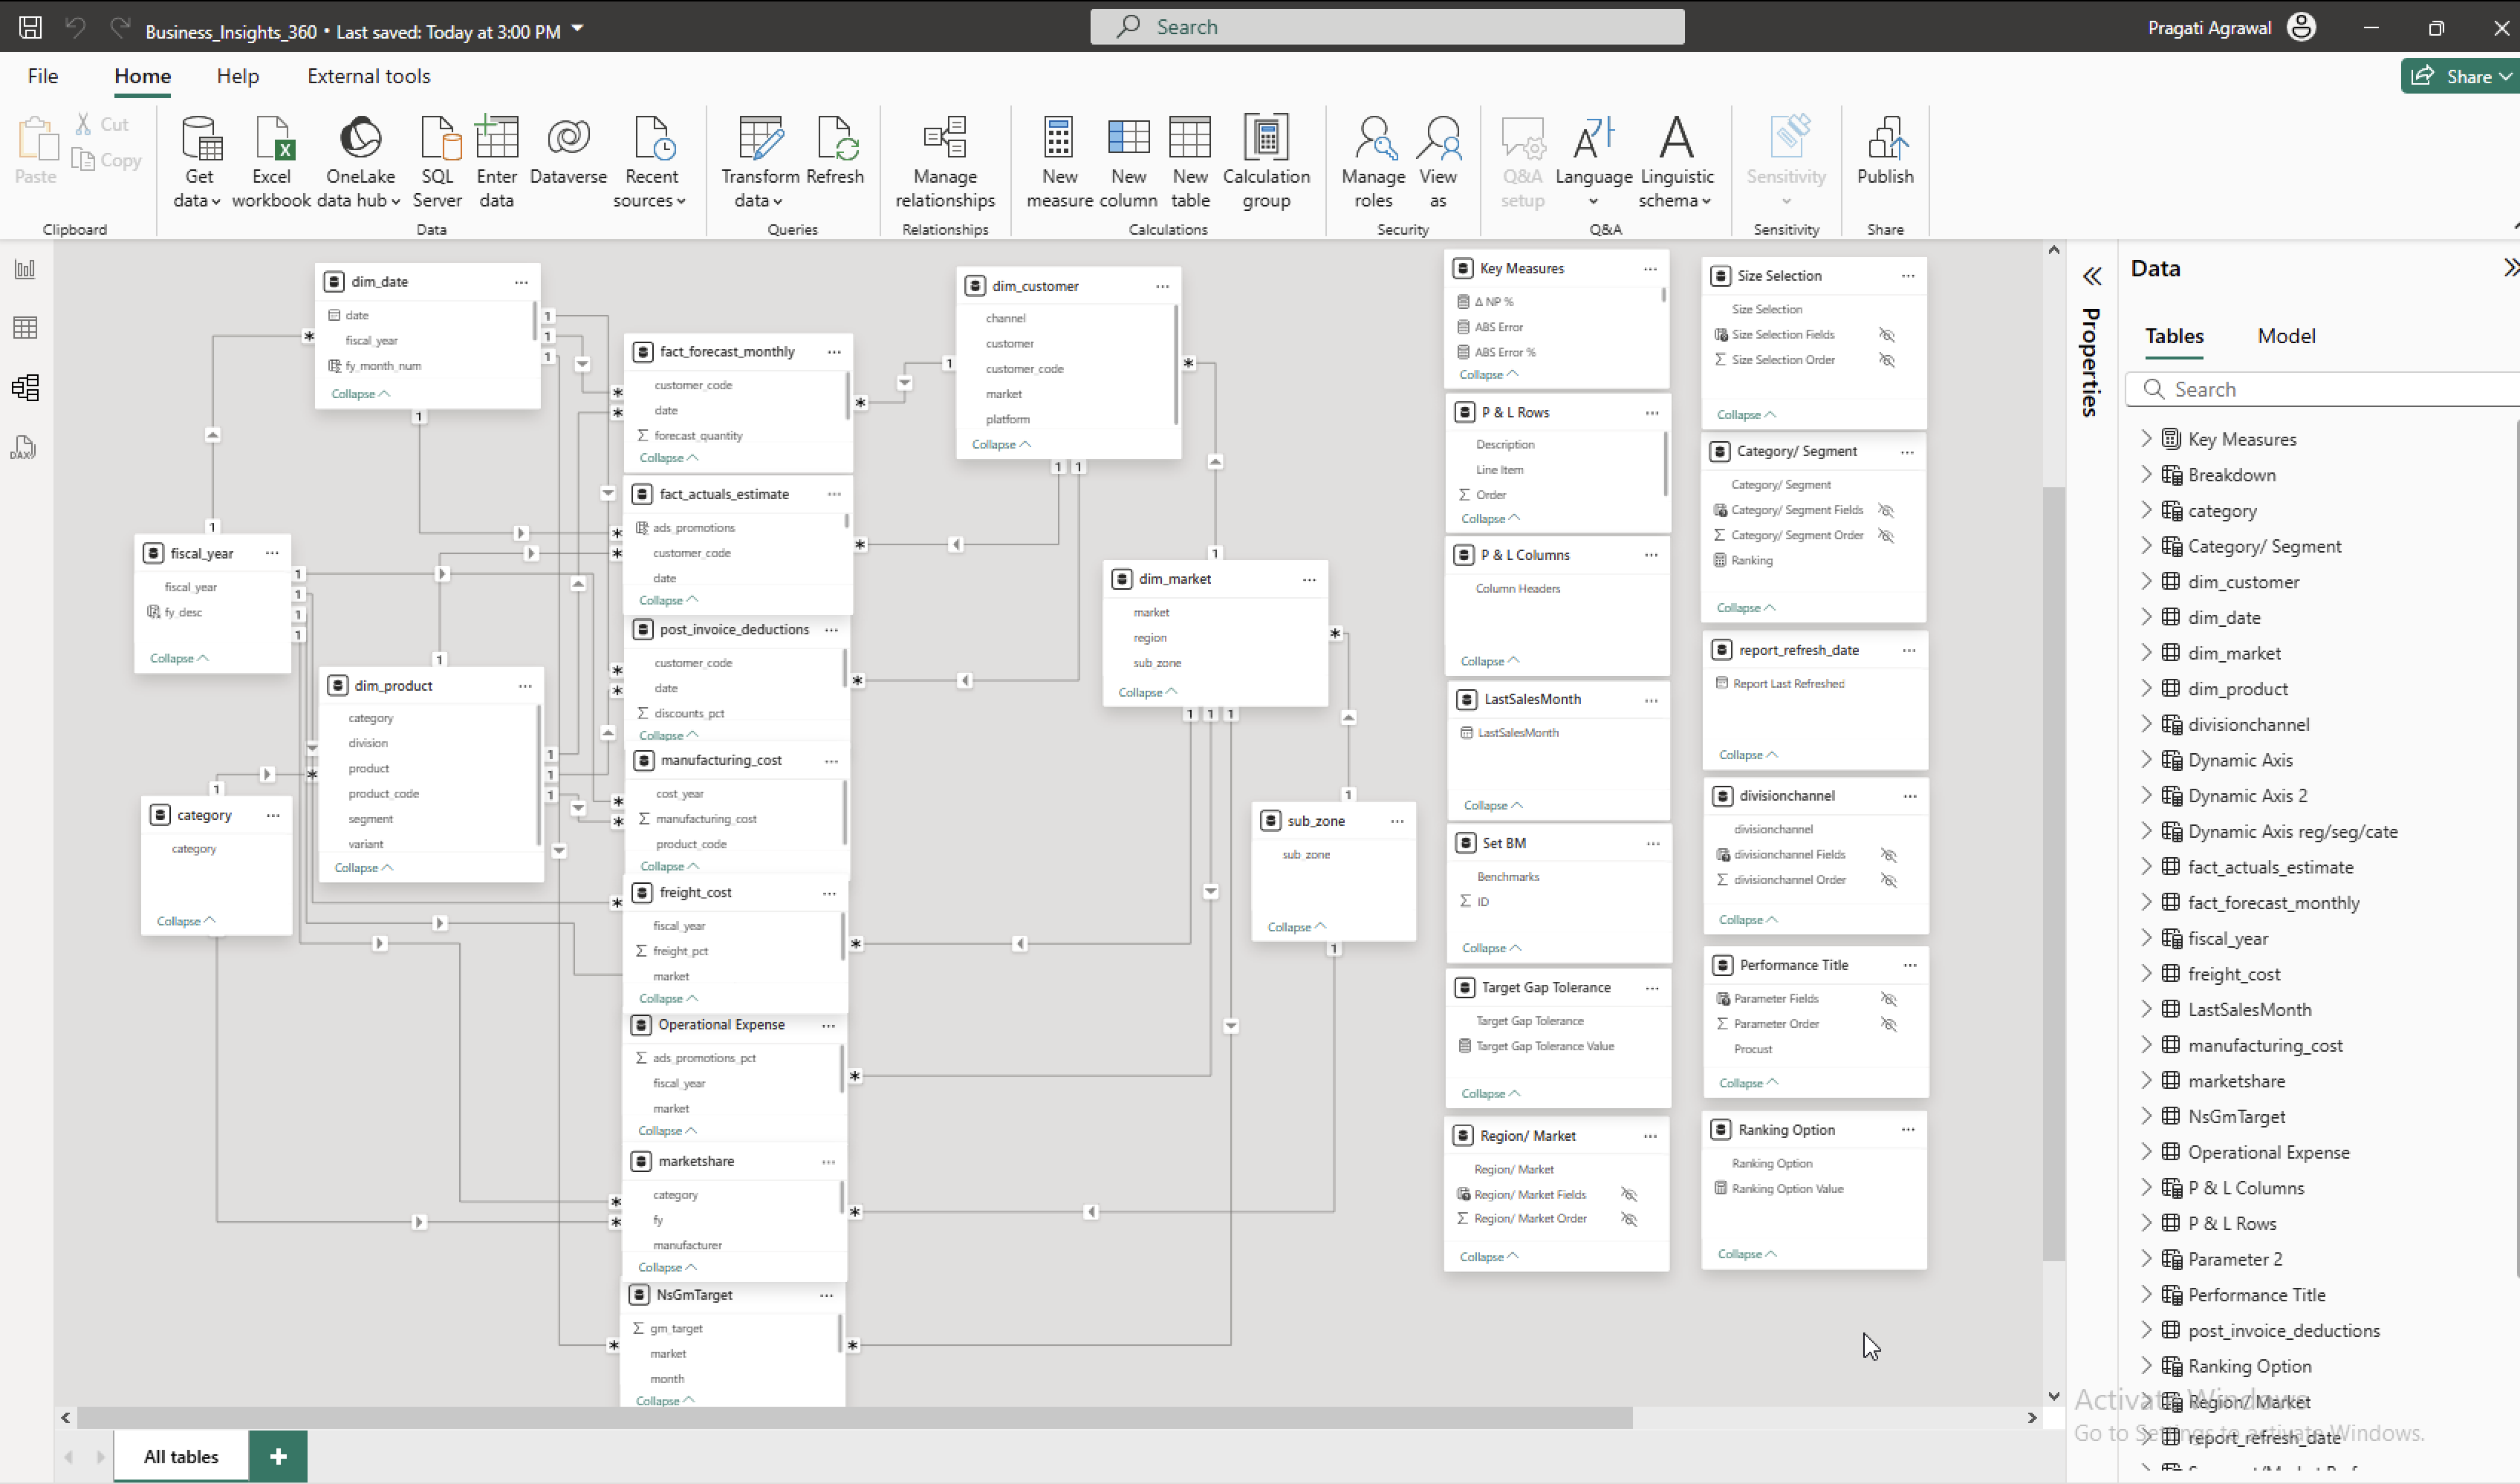 Business_Insights_360 • Last saved: Today at 3:00 PM
Search
Pragati Agrawal
File
Home
Help
External tools
Share
Paste
Cut
Copy
Clipboard
Get data
Excel workbook
OneLake data hub
SQL Server
Enter data
Dataverse
Recent sources
Data
Transform data
Refresh
Queries
Manage relationships
Relationships
New measure
New column
New table
Calculation group
Calculations
Manage roles
View as
Security
Q&A setup
Language
Linguistic schema
Q&A
Sensitivity
Sensitivity
Publish
Share
DAX
dim_date
date
fiscal_year
fy_month_num
Collapse
fiscal_year
fiscal_year
fy_desc
Collapse
dim_product
category
division
product
product_code
segment
variant
Collapse
category
category
Collapse
fact_forecast_monthly
customer_code
date
forecast_quantity
Collapse
fact_actuals_estimate
ads_promotions
customer_code
date
Collapse
post_invoice_deductions
customer_code
date
discounts_pct
Collapse
manufacturing_cost
cost_year
manufacturing_cost
product_code
Collapse
freight_cost
fiscal_year
freight_pct
market
Collapse
Operational Expense
ads_promotions_pct
fiscal_year
market
Collapse
marketshare
category
fy
manufacturer
Collapse
NsGmTarget
gm_target
market
month
Collapse
dim_customer
channel
customer
customer_code
market
platform
Collapse
dim_market
market
region
sub_zone
Collapse
sub_zone
sub_zone
Collapse
Key Measures
Δ NP %
ABS Error
ABS Error %
Collapse
P & L Rows
Description
Line Item
Order
Collapse
P & L Columns
Column Headers
Collapse
LastSalesMonth
LastSalesMonth
Collapse
Set BM
Benchmarks
ID
Collapse
Target Gap Tolerance
Target Gap Tolerance
Target Gap Tolerance Value
Collapse
Region/ Market
Region/ Market
Region/ Market Fields
Region/ Market Order
Collapse
Size Selection
Size Selection
Size Selection Fields
Size Selection Order
Collapse
Category/ Segment
Category/ Segment
Category/ Segment Fields
Category/ Segment Order
Ranking
Collapse
report_refresh_date
Report Last Refreshed
Collapse
divisionchannel
divisionchannel
divisionchannel Fields
divisionchannel Order
Collapse
Performance Title
Parameter Fields
Parameter Order
Procust
Collapse
Ranking Option
Ranking Option
Ranking Option Value
Collapse
Properties
Data
Tables
Model
Search
Key Measures
Breakdown
category
Category/ Segment
dim_customer
dim_date
dim_market
dim_product
divisionchannel
Dynamic Axis
Dynamic Axis 2
Dynamic Axis reg/seg/cate
fact_actuals_estimate
fact_forecast_monthly
fiscal_year
freight_cost
LastSalesMonth
manufacturing_cost
marketshare
NsGmTarget
Operational Expense
P & L Columns
P & L Rows
Parameter 2
Performance Title
post_invoice_deductions
Ranking Option
Region/ Market
report_refresh_date
Activate Windows
Go to Settings to activate Windows.
All tables